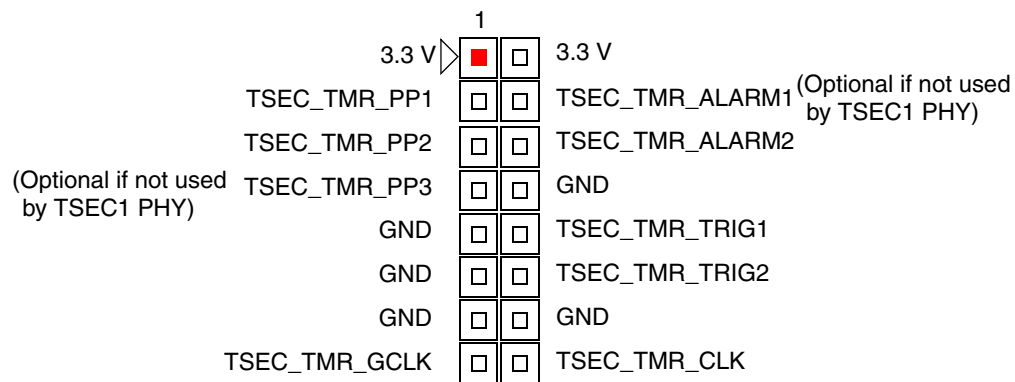 1
3.3 V 3.3 V
TSEC_TMR_PP1 TSEC_TMR_ALARM1 (Optional if not used
by TSEC1 PHY)
TSEC_TMR_PP2 TSEC_TMR_ALARM2
(Optional if not used TSEC_TMR_PP3 GND
by TSEC1 PHY)
GND TSEC_TMR_TRIG1
GND TSEC_TMR_TRIG2
GND GND
TSEC_TMR_GCLK TSEC_TMR_CLK